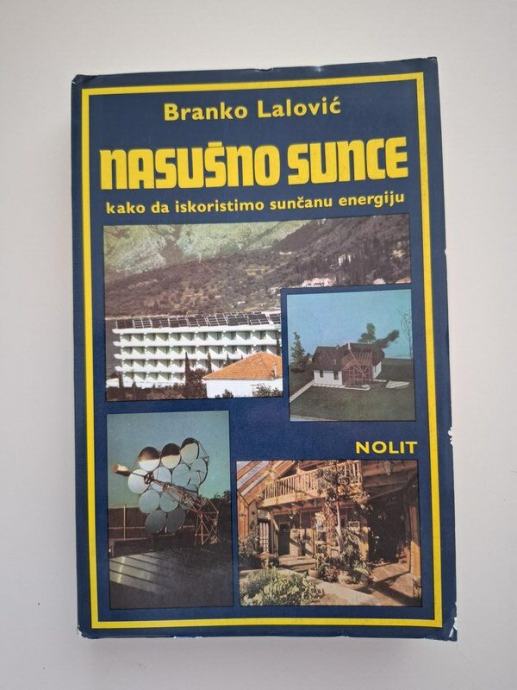 Branko Lalović
NASUŠNO SUNCE
kako da iskoristimo sunčanu energiju
NOLIT